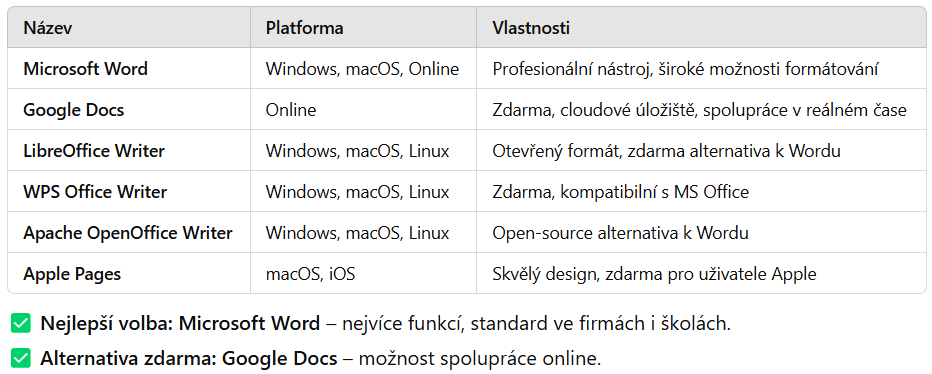 Název Platforma Vlastnosti
Microsoft Word Windows, macOS, Online Profesionální nástroj, široké možnosti formátování
Google Docs Online Zdarma, cloudové úložiště, spolupráce v reálném čase
LibreOffice Writer Windows, macOS, Linux Otevřený formát, zdarma alternativa k Wordu
WPS Office Writer Windows, macOS, Linux Zdarma, kompatibilní s MS Office
Apache OpenOffice Writer Windows, macOS, Linux Open-source alternativa k Wordu
Apple Pages macOS, iOS Skvělý design, zdarma pro uživatele Apple
✅ Nejlepší volba: Microsoft Word – nejvíce funkcí, standard ve firmách i školách.
✅ Alternativa zdarma: Google Docs – možnost spolupráce online.